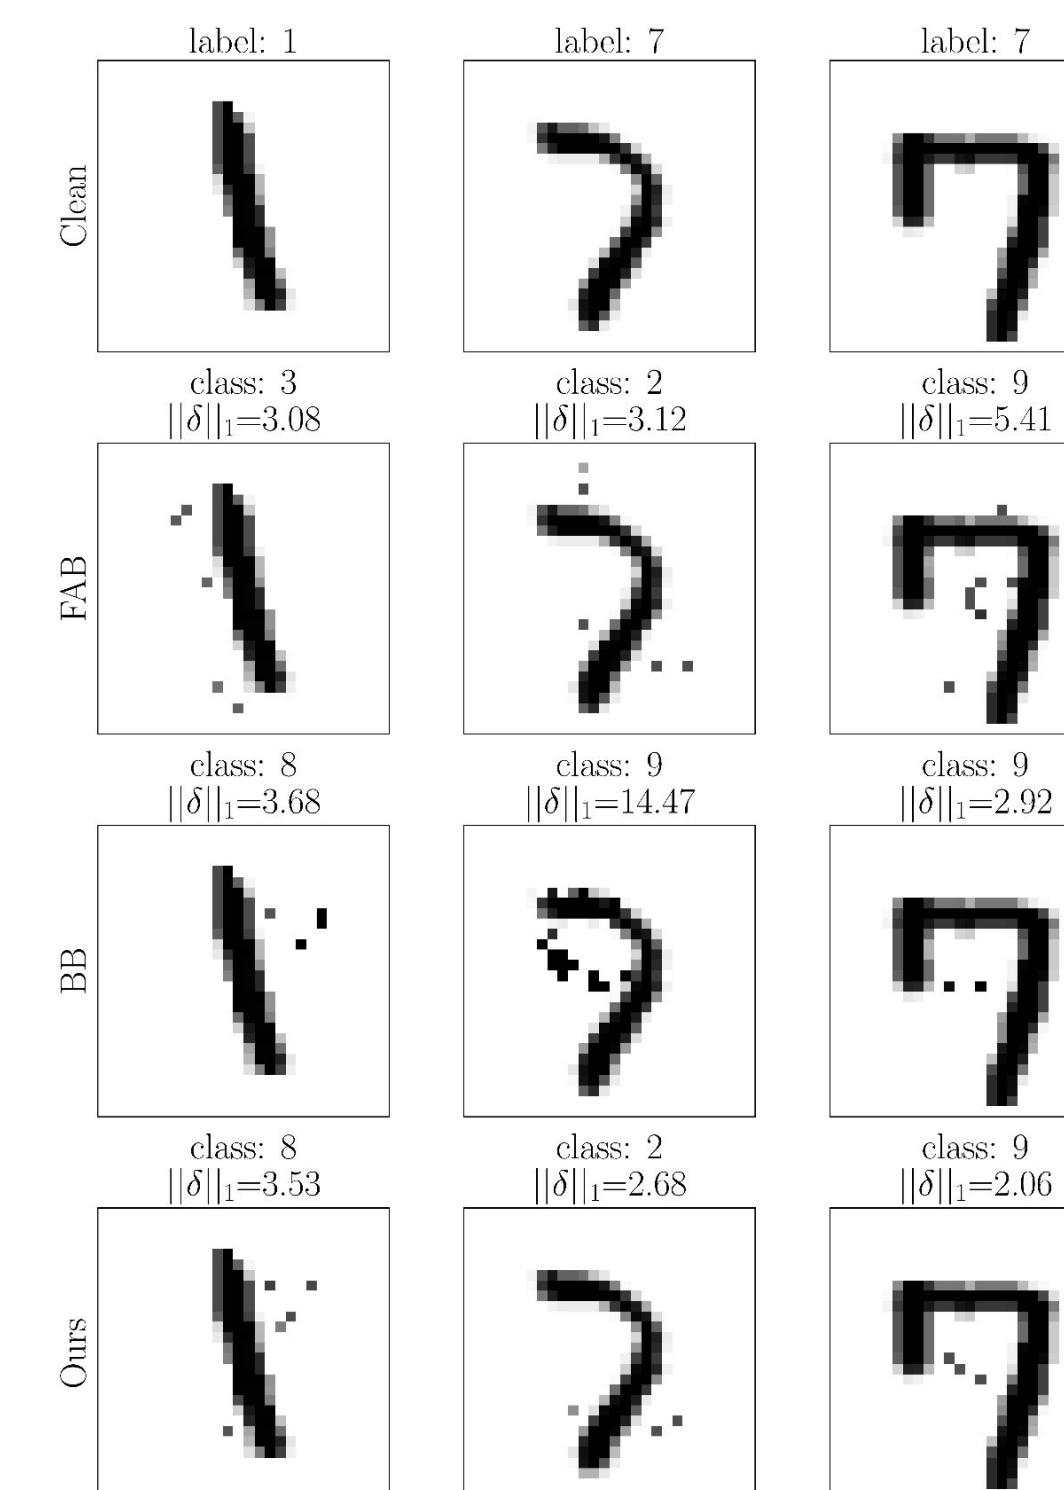 label: 1
label: 7
label: 7
Clean
class: 3
||δ||₁=3.08
class: 2
||δ||₁=3.12
class: 9
||δ||₁=5.41
FAB
class: 8
||δ||₁=3.68
class: 9
||δ||₁=14.47
class: 9
||δ||₁=2.92
BB
class: 8
||δ||₁=3.53
class: 2
||δ||₁=2.68
class: 9
||δ||₁=2.06
Ours